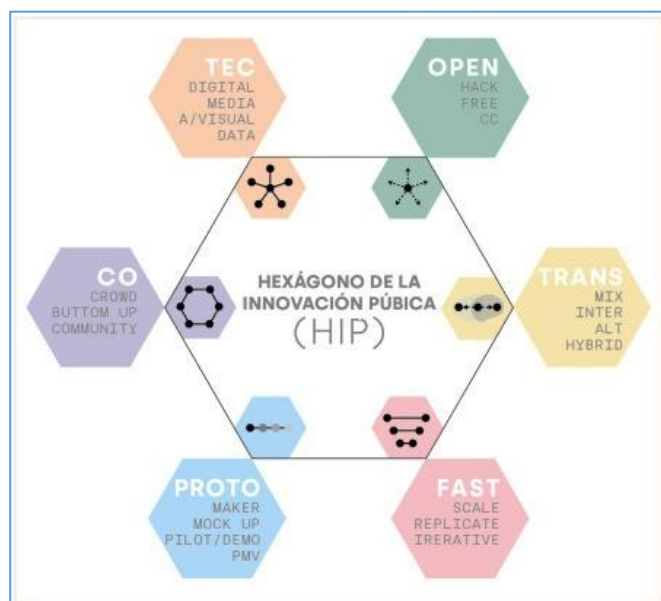 TEC
DIGITAL
MEDIA
A/VISUAL
DATA
OPEN
HACK
FREE
CC
CO
CROWD
BUTTOM UP
COMMUNITY
HEXÁGONO DE LA
INNOVACIÓN PÚBICA
(HIP)
TRANS
MIX
INTER
ALT
HYBRID
PROTO
MAKER
MOCK UP
PILOT/DEMO
PMV
FAST
SCALE
REPLICATE
IRERATIVE